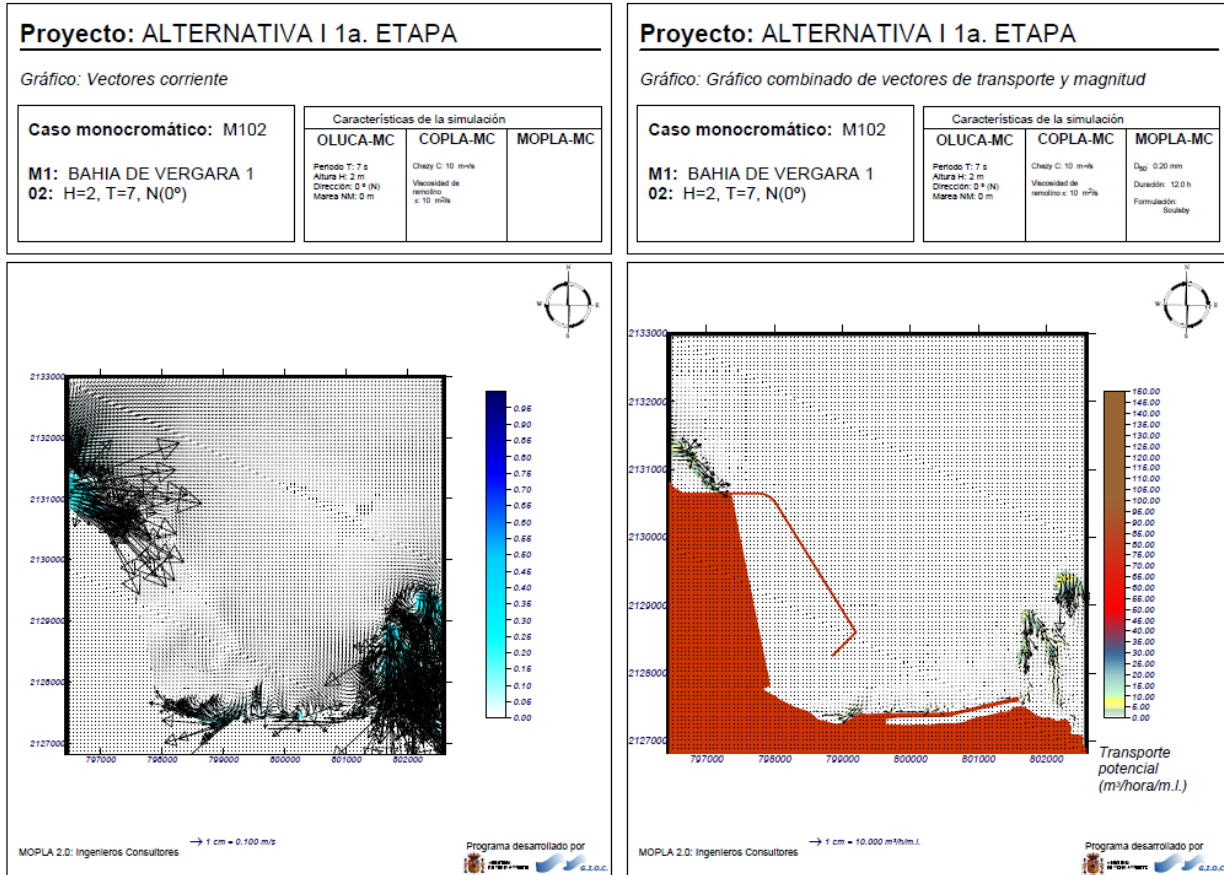 Proyecto: ALTERNATIVA I 1a. ETAPA
Gráfico: Vectores corriente
Caso monocromático: M102
M1: BAHIA DE VERGARA 1
02: H=2, T=7, N(0º)
Características de la simulación
OLUCA-MC
Periodo T: 7 s
Altura H: 2 m
Dirección: 0 º (N)
Marea NM: 0 m
COPLA-MC
Chezy C: 10
Viscosidad de
remolino
ε: 10 m²/s
MOPLA-MC
N
W
S
2133000
2132000
2131000
2130000
2129000
2128000
2127000
797000 798000 799000 800000 801000 802000
0.95
0.90
0.85
0.80
0.75
0.70
0.65
0.60
0.55
0.50
0.45
0.40
0.35
0.30
0.25
0.20
0.15
0.10
0.05
0.00
1 cm = 0.100 m/s
MOPLA 2.0: Ingenieros Consultores
Programa desarrollado por
G.I.O.C.
Proyecto: ALTERNATIVA I 1a. ETAPA
Gráfico: Gráfico combinado de vectores de transporte y magnitud
Caso monocromático: M102
M1: BAHIA DE VERGARA 1
02: H=2, T=7, N(0º)
Características de la simulación
OLUCA-MC
Periodo T: 7 s
Altura H: 2 m
Dirección: 0 º (N)
Marea NM: 0 m
COPLA-MC
Chezy C: 10
Viscosidad de
remolino ε: 10 m²/s
MOPLA-MC
D50: 0.20 mm
Duración: 12.0 h
Formulación:
Soulsby
N
W
S
2133000
2132000
2131000
2130000
2129000
2128000
2127000
797000 798000 799000 800000 801000 802000
150.00
145.00
140.00
135.00
130.00
125.00
120.00
115.00
110.00
105.00
100.00
95.00
90.00
85.00
80.00
75.00
70.00
65.00
60.00
55.00
50.00
45.00
40.00
35.00
30.00
25.00
20.00
15.00
10.00
5.00
0.00
Transporte
potencial
(m³/hora/m.l.)
1 cm = 10.000 m³/h/m.l.
MOPLA 2.0: Ingenieros Consultores
Programa desarrollado por
G.I.O.C.